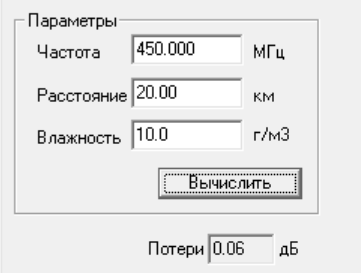 Параметры
Частота 450.000 МГц
Расстояние 20.00 км
Влажность 10.0 г/м3
Вычислить
Потери 0.06 дБ